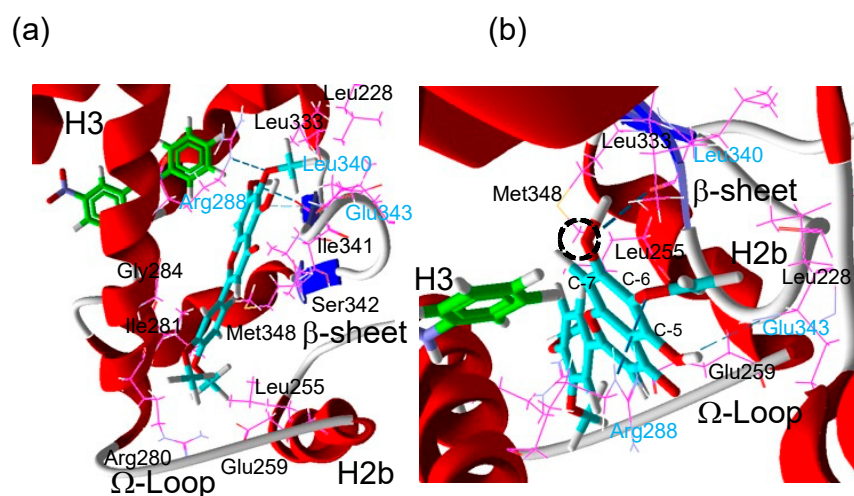 (a)
(b)
Leu228
H3
Leu333
Leu340
Arg288
Glu343
Ile341
Gly284
Ser342
Ile281
Met348
β-sheet
Leu255
Arg280
Glu259
Ω-Loop
H2b
Leu333
Leu340
Met348
β-sheet
Leu255
H2b
H3
C-7
C-6
Leu228
C-5
Glu343
Glu259
Ω-Loop
Arg288